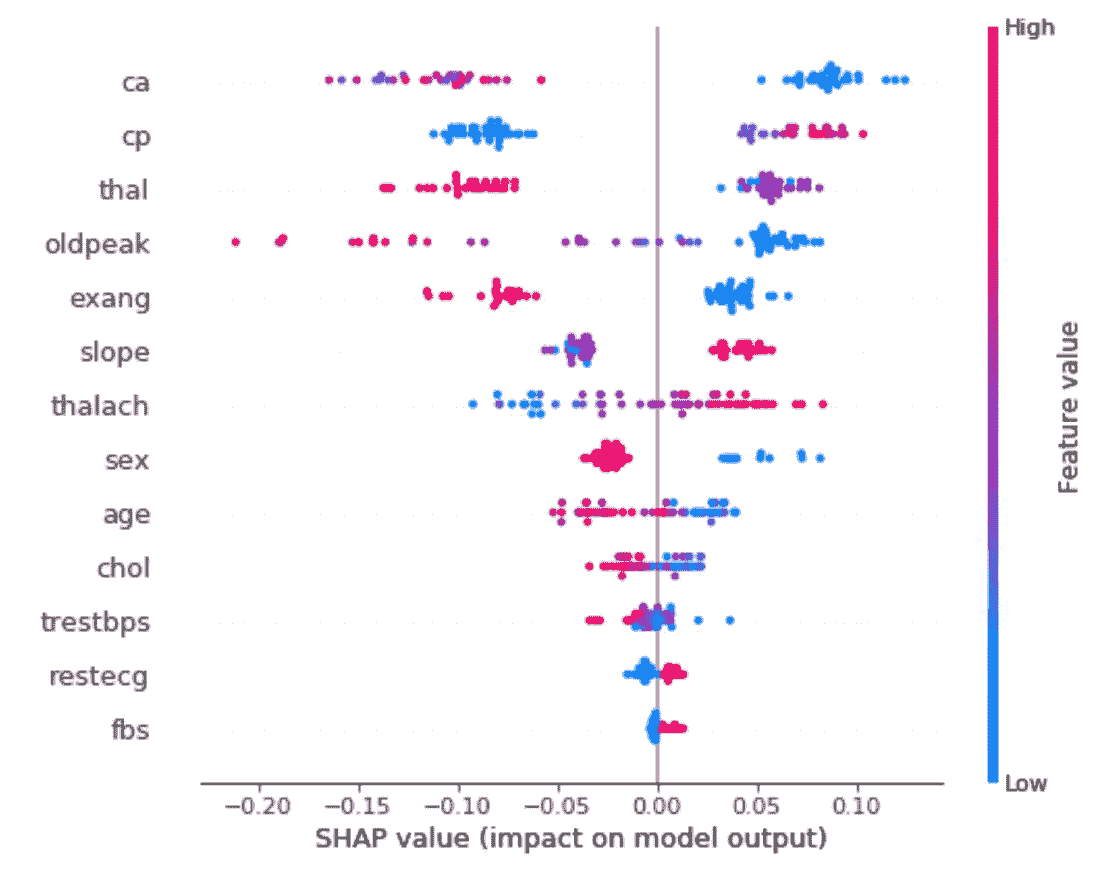 High
ca
cp
thal
oldpeak
exang
slope
thalach
sex
age
chol
trestbps
restecg
fbs
Feature value
Low
−0.20 −0.15 −0.10 −0.05 0.00 0.05 0.10
SHAP value (impact on model output)